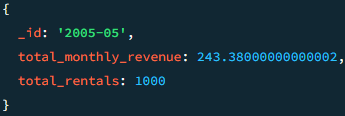 {
_id: '2005-05',
total_monthly_revenue: 243.38000000000002,
total_rentals: 1000
}